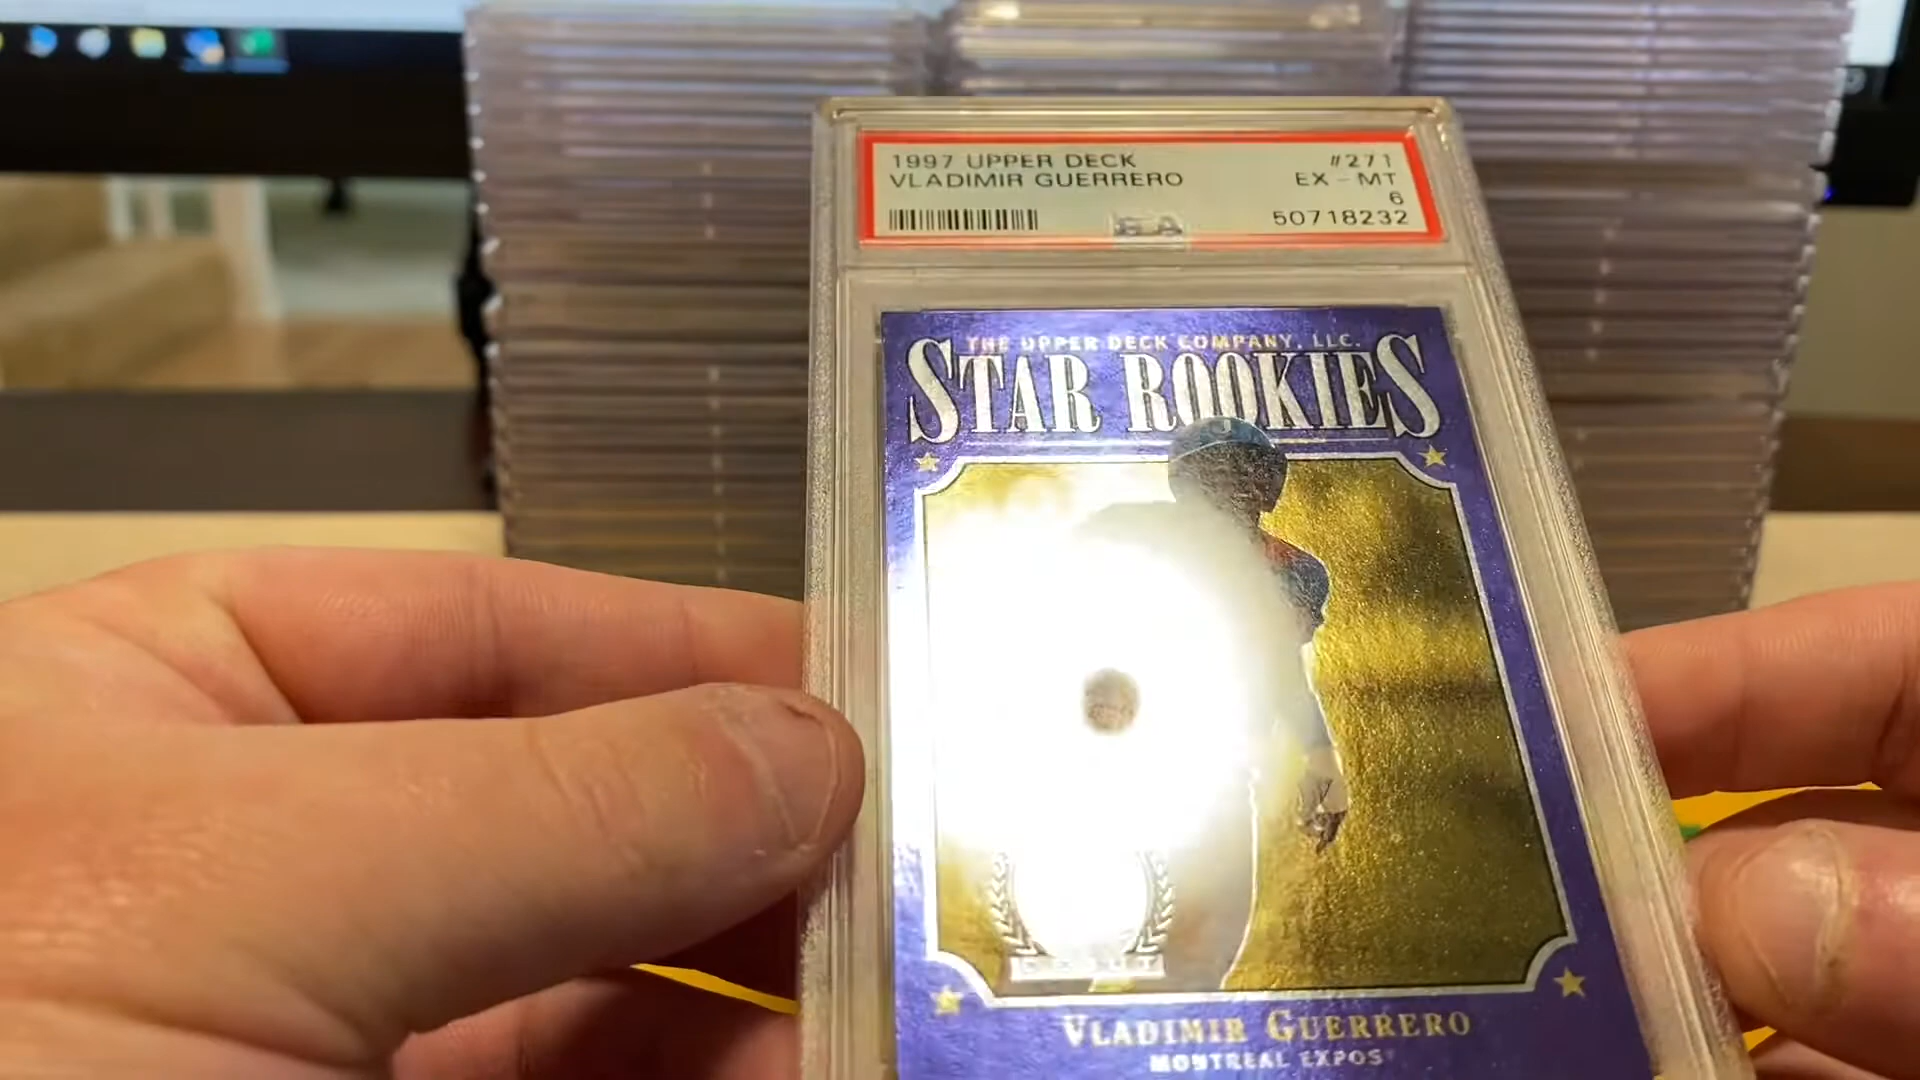 1997 UPPER DECK #271
VLADIMIR GUERRERO EX - MT
6
50718232
THE UPPER DECK COMPANY, LLC.
STAR ROOKIES
VLADIMIR GUERRERO
MONTREAL EXPOS